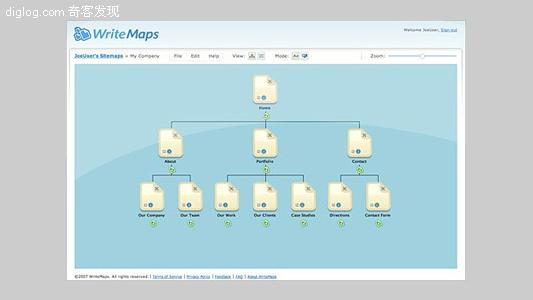 diglog.com 奇客发现
WriteMaps
Welcome JoeUser, Sign out
JoeUser's Sitemaps » My Company File Edit Help View: Mode: Aa Zoom:
Home
About Portfolio Contact
Our Company Our Team Our Work Our Clients Case Studies Directions Contact Form
©2007 WriteMaps. All rights reserved. | Terms of Service | Privacy Policy | Feedback | FAQ | About WriteMaps